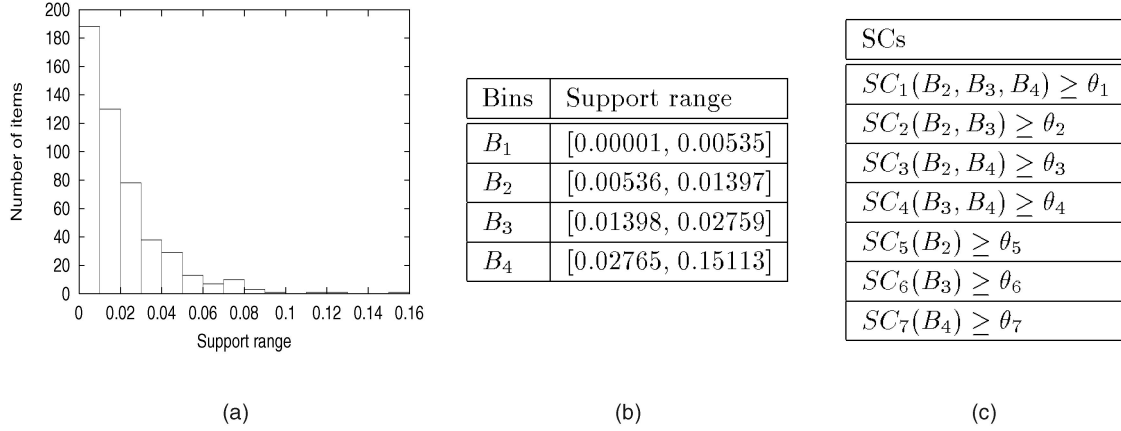 200
180
160
140
120
100
80
60
40
20
0
Number of items
0 0.02 0.04 0.06 0.08 0.1 0.12 0.14 0.16
Support range
(a)
Bins Support range
B₁ [0.00001, 0.00535]
B₂ [0.00536, 0.01397]
B₃ [0.01398, 0.02759]
B₄ [0.02765, 0.15113]
(b)
SCs
SC₁(B₂, B₃, B₄) ≥ θ₁
SC₂(B₂, B₃) ≥ θ₂
SC₃(B₂, B₄) ≥ θ₃
SC₄(B₃, B₄) ≥ θ₄
SC₅(B₂) ≥ θ₅
SC₆(B₃) ≥ θ₆
SC₇(B₄) ≥ θ₇
(c)